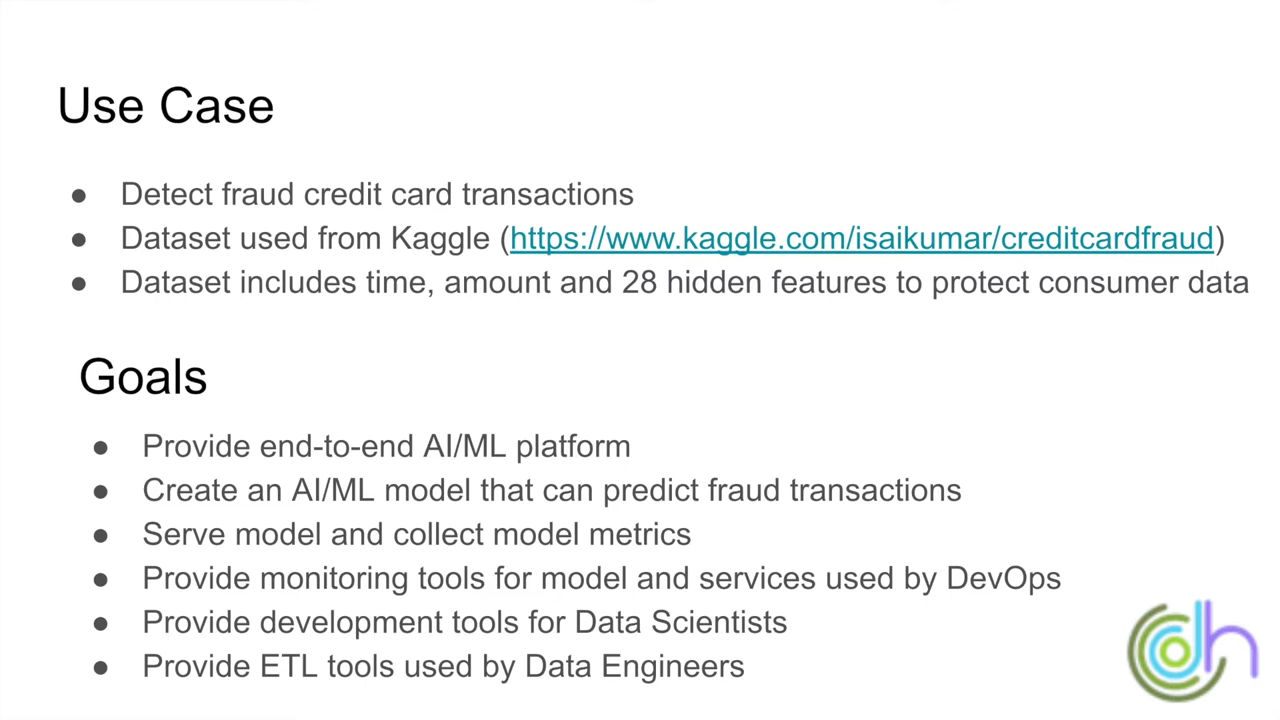 Use Case
● Detect fraud credit card transactions
● Dataset used from Kaggle (https://www.kaggle.com/isaikumar/creditcardfraud)
● Dataset includes time, amount and 28 hidden features to protect consumer data
Goals
● Provide end-to-end AI/ML platform
● Create an AI/ML model that can predict fraud transactions
● Serve model and collect model metrics
● Provide monitoring tools for model and services used by DevOps
● Provide development tools for Data Scientists
● Provide ETL tools used by Data Engineers
odh